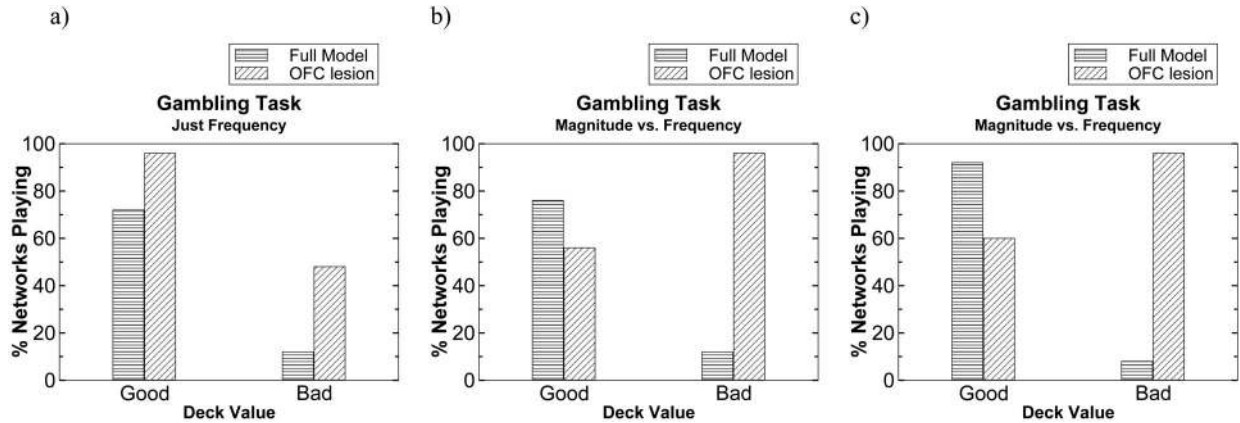 a)
Full Model
OFC lesion
Gambling Task
Just Frequency
% Networks Playing
100
80
60
40
20
0
Good
Bad
Deck Value
b)
Full Model
OFC lesion
Gambling Task
Magnitude vs. Frequency
% Networks Playing
100
80
60
40
20
0
Good
Bad
Deck Value
c)
Full Model
OFC lesion
Gambling Task
Magnitude vs. Frequency
% Networks Playing
100
80
60
40
20
0
Good
Bad
Deck Value